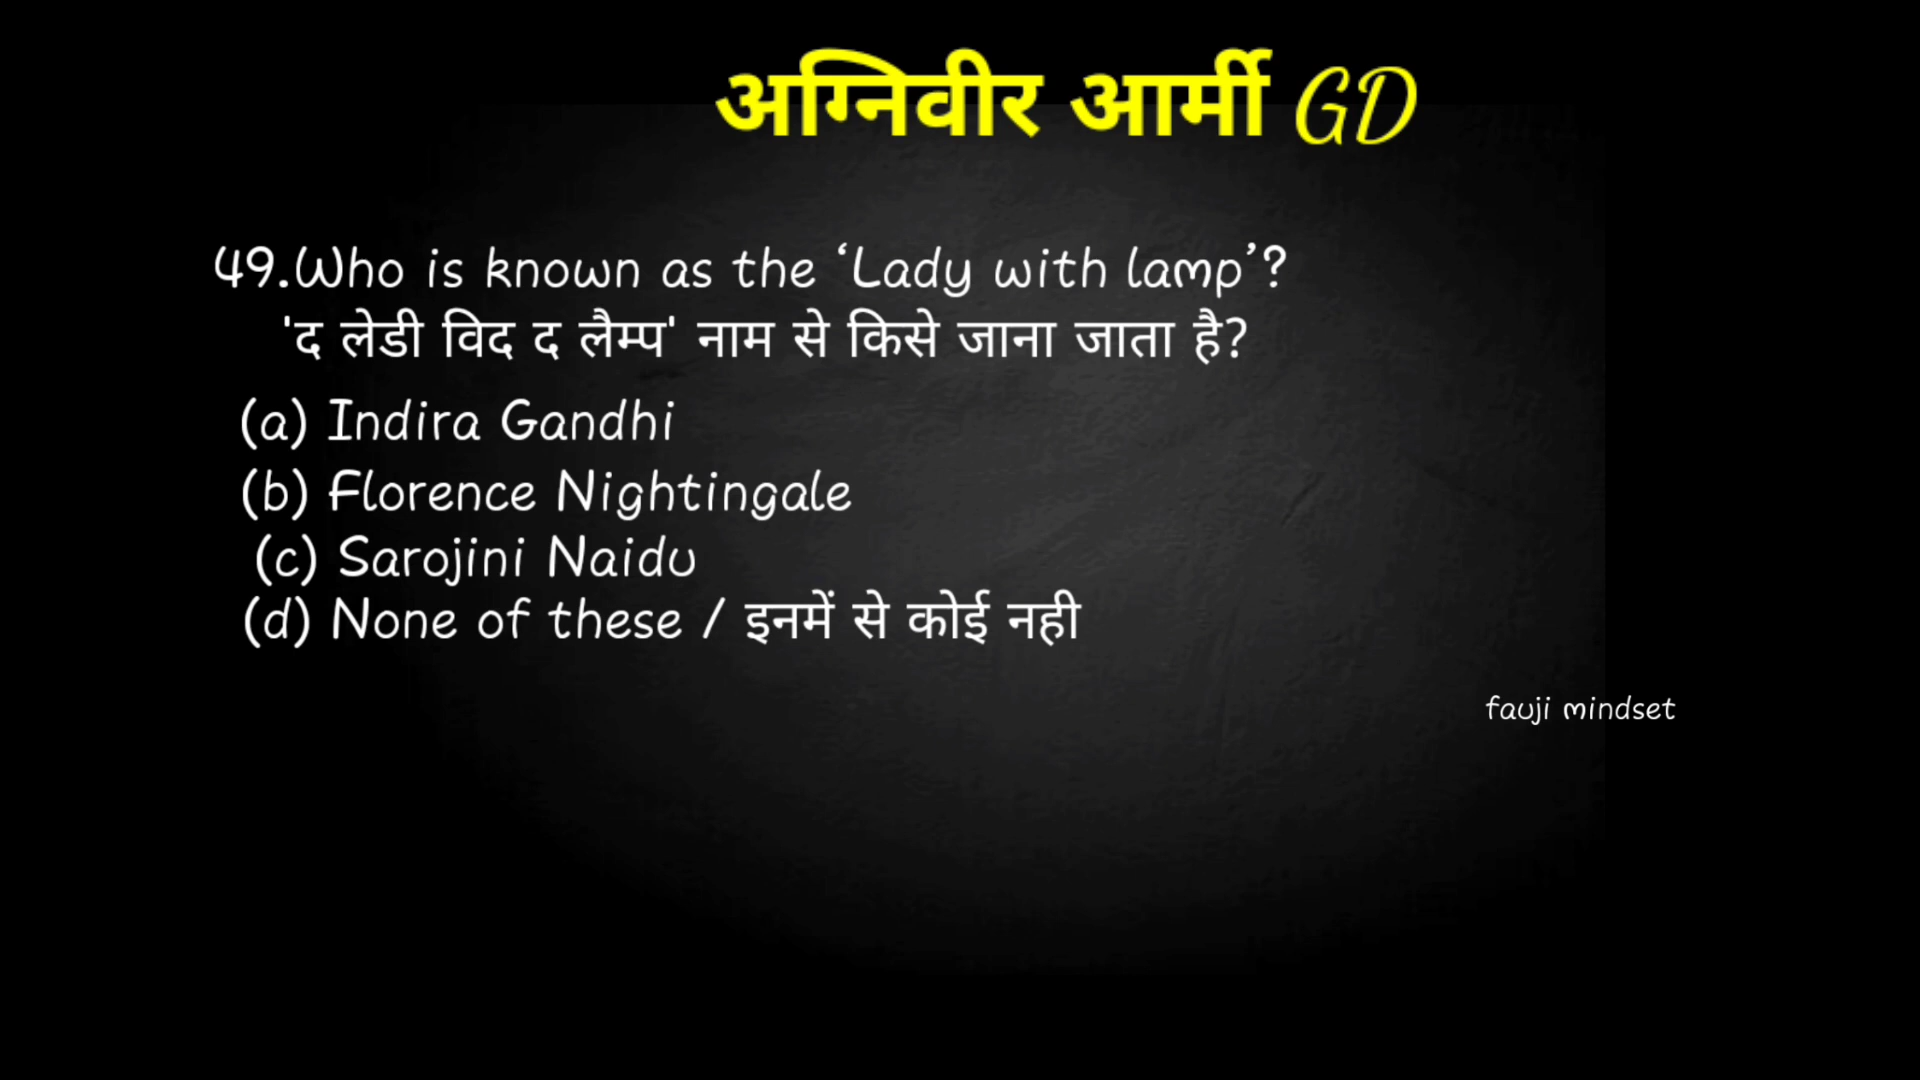 अग्निवीर आर्मी GD
49.Who is known as the ‘Lady with lamp’?
'द लेडी विद द लैम्प' नाम से किसे जाना जाता है?
(a) Indira Gandhi
(b) Florence Nightingale
(c) Sarojini Naidu
(d) None of these / इनमें से कोई नही
fauji mindset